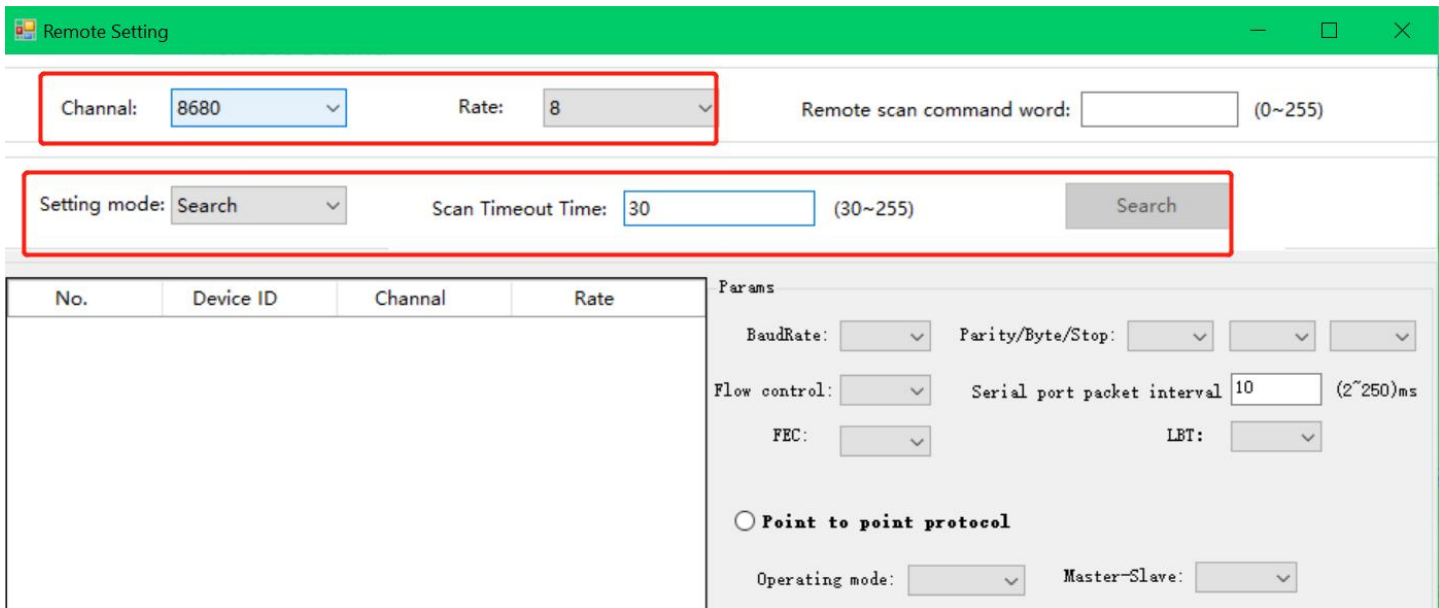 Remote Setting
Channal: 8680 Rate: 8 Remote scan command word: (0~255)
Setting mode: Search Scan Timeout Time: 30 (30~255) Search
No. Device ID Channal Rate
Params
BaudRate: Parity/Byte/Stop:
Flow control: Serial port packet interval 10 (2~250)ms
FEC: LBT:
Point to point protocol
Operating mode: Master-Slave: